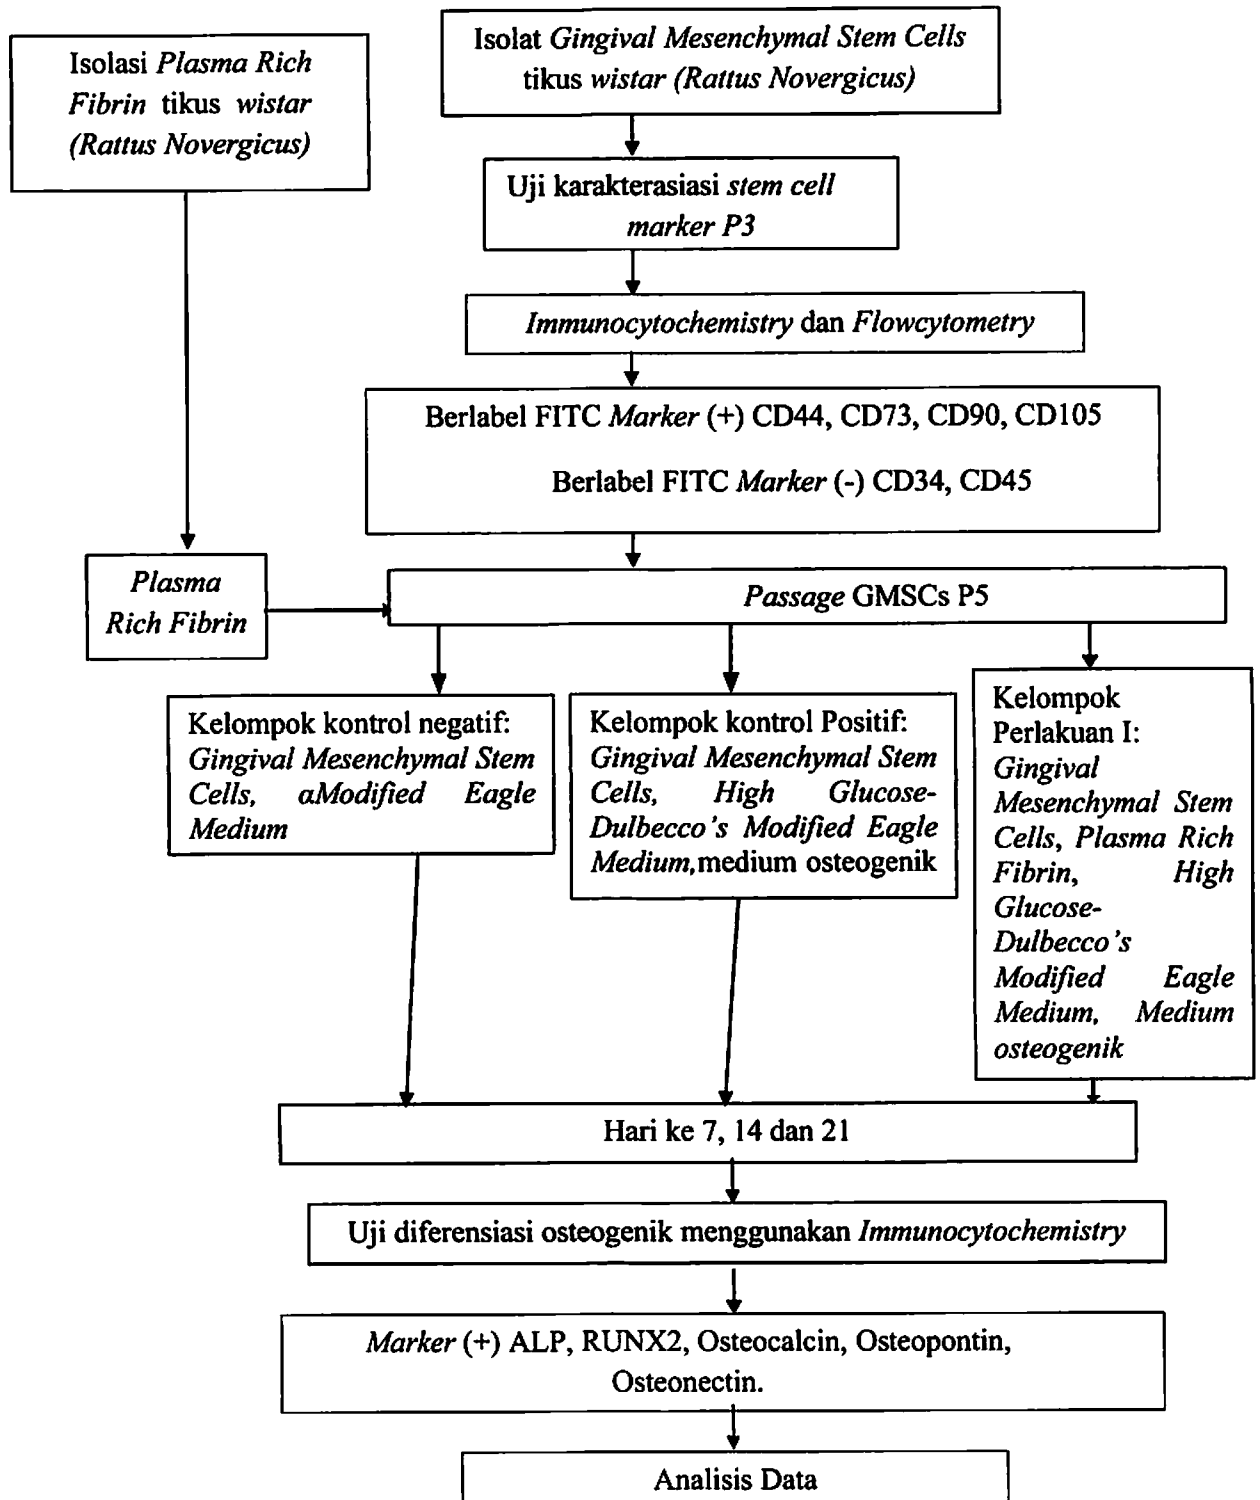 Isolasi Plasma Rich
Fibrin tikus wistar
(Rattus Novergicus)
Isolat Gingival Mesenchymal Stem Cells
tikus wistar (Rattus Novergicus)
Uji karakterasiasi stem cell
marker P3
Immunocytochemistry dan Flowcytometry
Berlabel FITC Marker (+) CD44, CD73, CD90, CD105
Berlabel FITC Marker (-) CD34, CD45
Plasma
Rich Fibrin
Passage GMSCs P5
Kelompok kontrol negatif:
Gingival Mesenchymal Stem
Cells, αModified Eagle
Medium
Kelompok kontrol Positif:
Gingival Mesenchymal Stem
Cells, High Glucose-
Dulbecco's Modified Eagle
Medium,medium osteogenik
Kelompok
Perlakuan I:
Gingival
Mesenchymal Stem
Cells, Plasma Rich
Fibrin, High
Glucose-
Dulbecco's
Modified Eagle
Medium, Medium
osteogenik
Hari ke 7, 14 dan 21
Uji diferensiasi osteogenik menggunakan Immunocytochemistry
Marker (+) ALP, RUNX2, Osteocalcin, Osteopontin,
Osteonectin.
Analisis Data